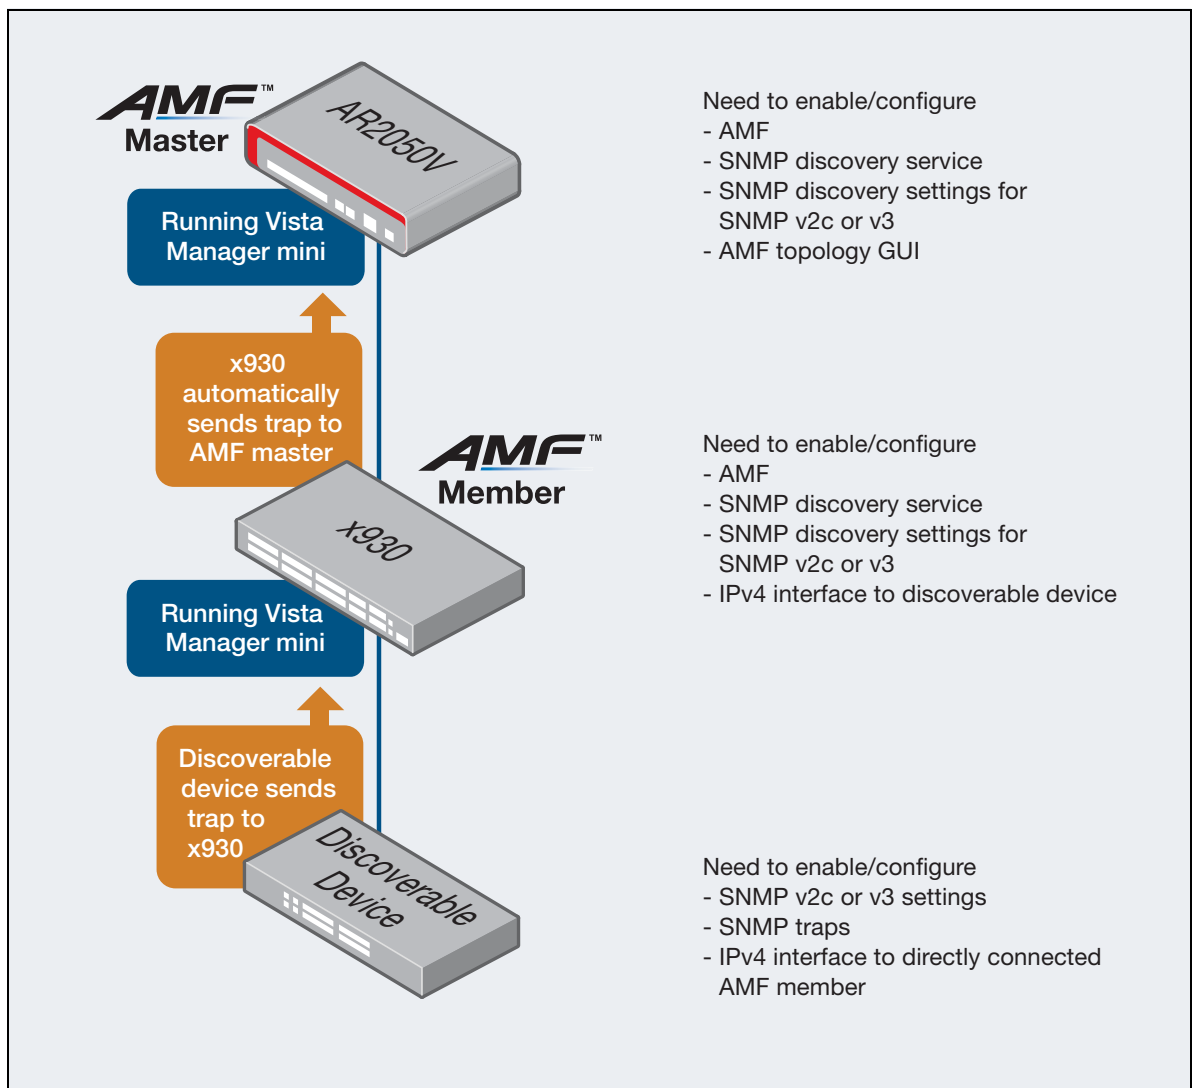 AMF™
Master
AR2050V
Need to enable/configure
- AMF
- SNMP discovery service
- SNMP discovery settings for
SNMP v2c or v3
- AMF topology GUI
Running Vista
Manager mini
x930
automatically
sends trap to
AMF master
AMF™
Member
x930
Need to enable/configure
- AMF
- SNMP discovery service
- SNMP discovery settings for
SNMP v2c or v3
- IPv4 interface to discoverable device
Running Vista
Manager mini
Discoverable
device sends
trap to
x930
Discoverable
Device
Need to enable/configure
- SNMP v2c or v3 settings
- SNMP traps
- IPv4 interface to directly connected
AMF member